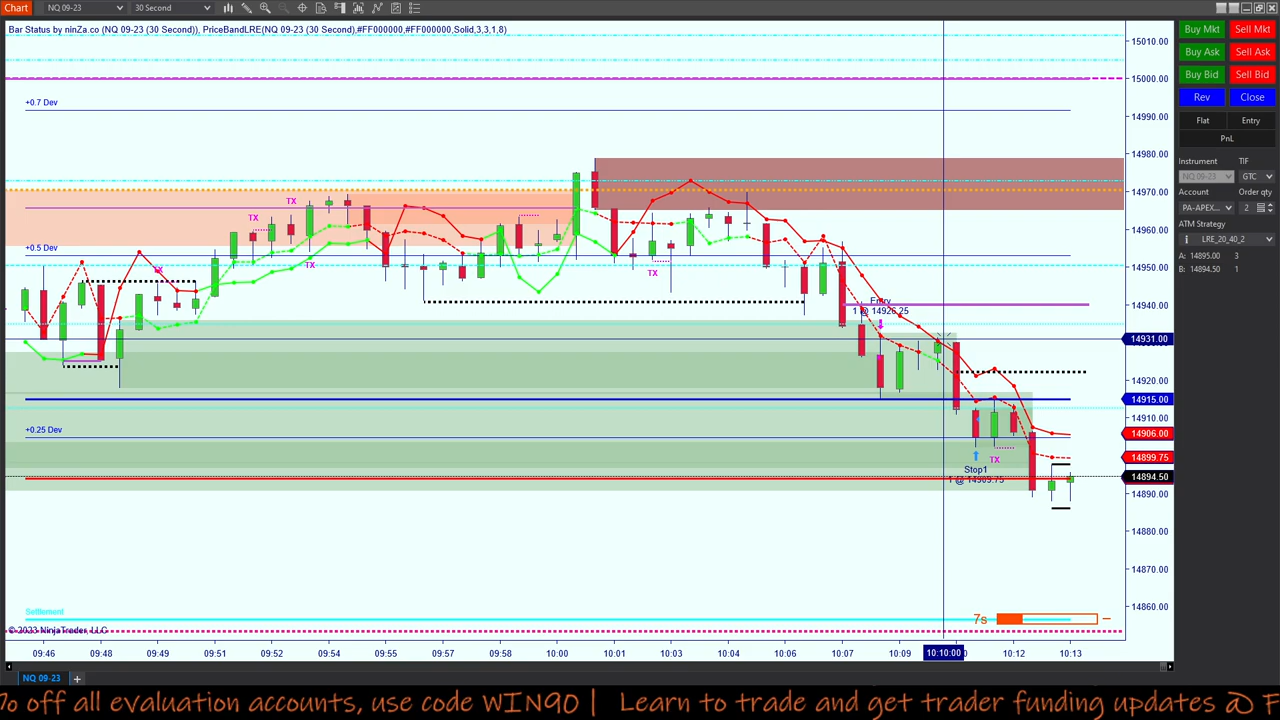 Chart NQ 09-23 30 Second
Bar Status by ninZa.co (NQ 09-23 (30 Second)), PriceBandLRE(NQ 09-23 (30 Second),#FF000000,#FF000000,Solid,3,3,1,8)
+0.7 Dev
+0.5 Dev
+0.25 Dev
TX
TX
TX
TX
TX
TX
Entry
1 @ 14926.25
Stop1
Settlement
© 2023 NinjaTrader, LLC
7s
15010.00
15000.00
14990.00
14980.00
14970.00
14960.00
14950.00
14940.00
14931.00
14920.00
14915.00
14910.00
14906.00
14899.75
14894.50
14890.00
14880.00
14870.00
14860.00
09:46 09:48 09:51 09:53 09:54 09:55 09:57 09:58 10:00 10:01 10:03 10:04 10:06 10:07 10:09 10:10:00 10:12 10:13
NQ 09-23 +
Buy Mkt Sell Mkt
Buy Ask Sell Ask
Buy Bid Sell Bid
Rev Close
Flat Entry
PnL
Instrument TIF
NQ 09-23 GTC
Account Order qty
PA-APEX... 2
ATM Strategy
LRE_20_40_2
A: 14895.00 3
B: 14894.50 1
% off all evaluation accounts, use code WIN90 | Learn to trade and get trader funding updates @ F